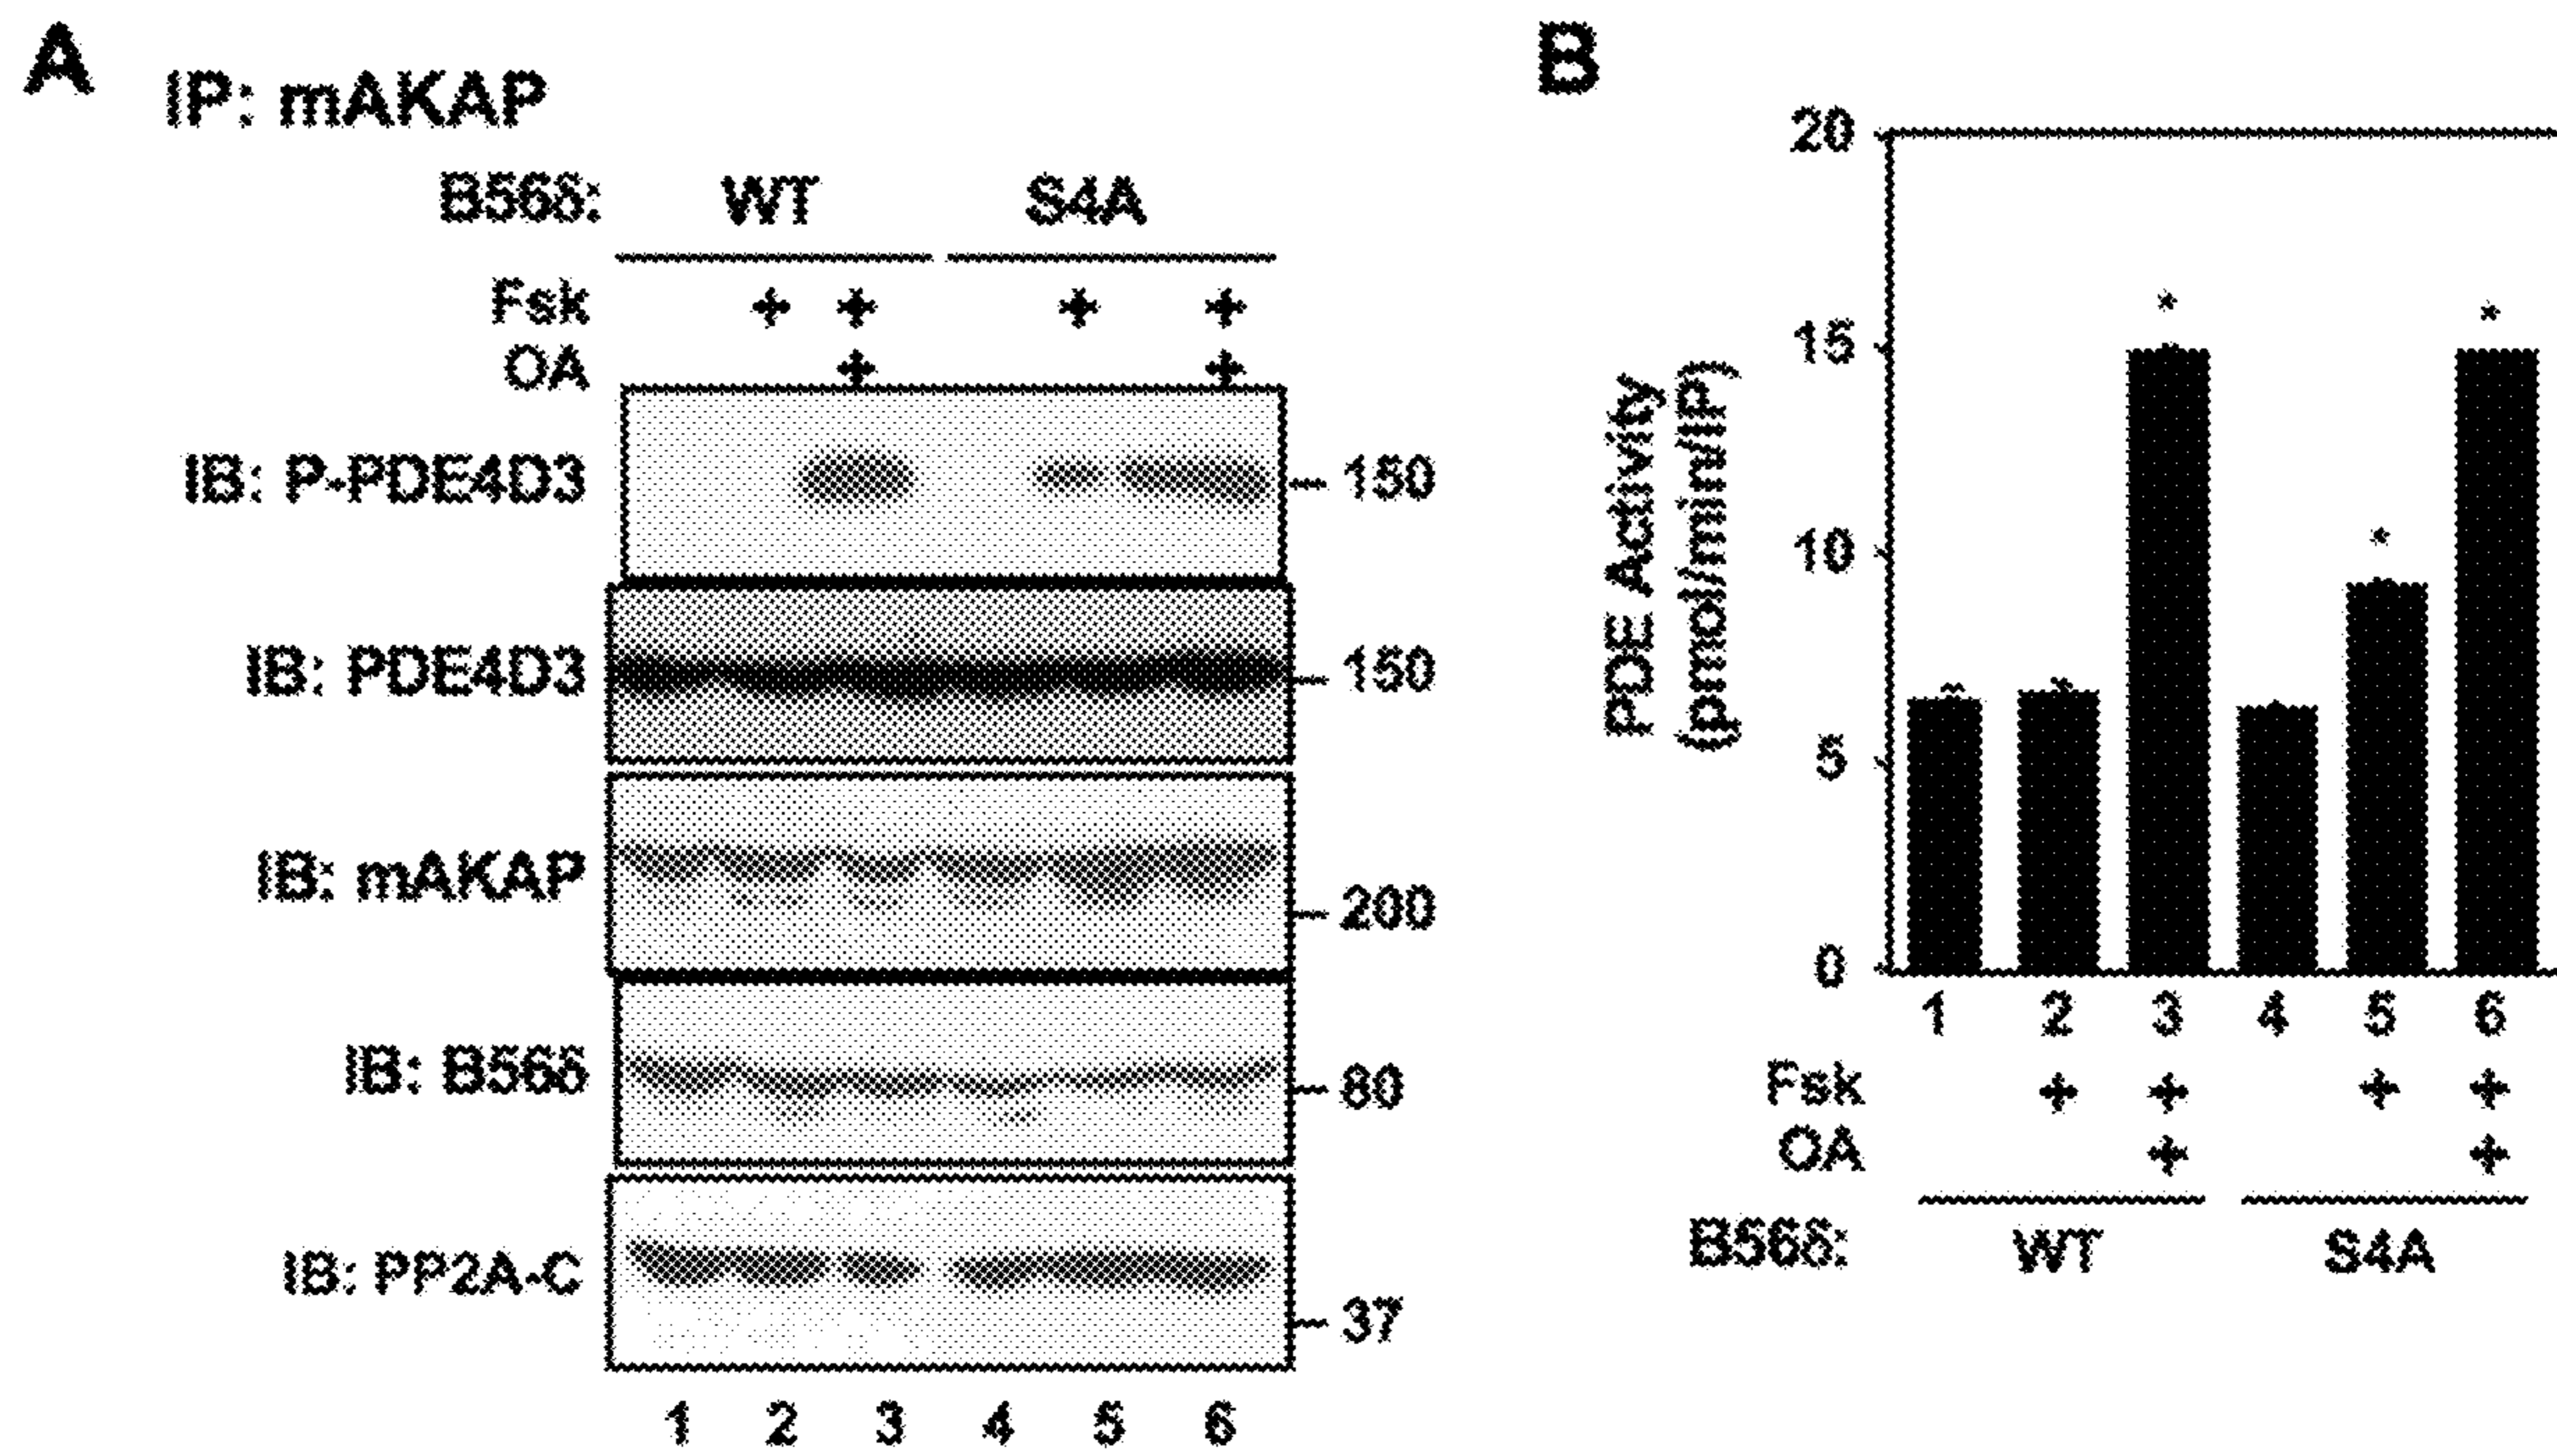 A
IP: mAKAP
B56δ: WT S4A
Fsk + + + +
OA + +
IB: P-PDE4D3 150
IB: PDE4D3 150
IB: mAKAP 200
IB: B56δ 80
IB: PP2A-C 37
1 2 3 4 5 6
B
PDE Activity
(pmol/min/IP)
20
15
10
5
0
* * *
1 2 3 4 5 6
Fsk + + + +
OA + +
B56δ: WT S4A